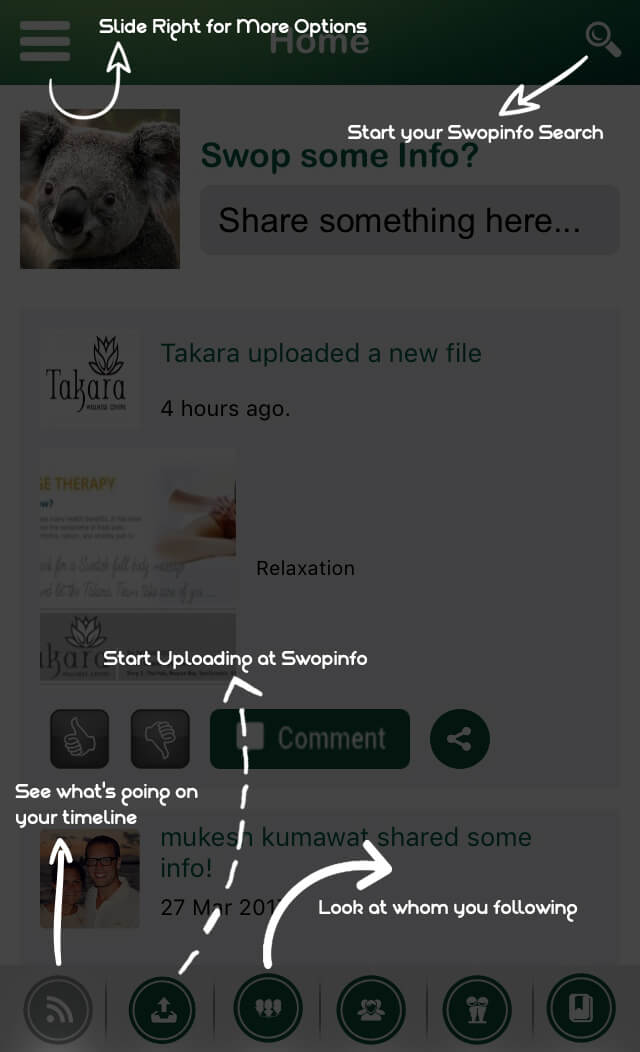 Slide Right for More Options
Home
Start your Swopinfo Search
Swop some Info?
Share something here...
Takara
Takara uploaded a new file
4 hours ago.
GE THERAPY
Relaxation
akara
Start Uploading at Swopinfo
Comment
See what's going on
your timeline
mukesh kumawat shared some
info!
27 Mar 201
Look at whom you following